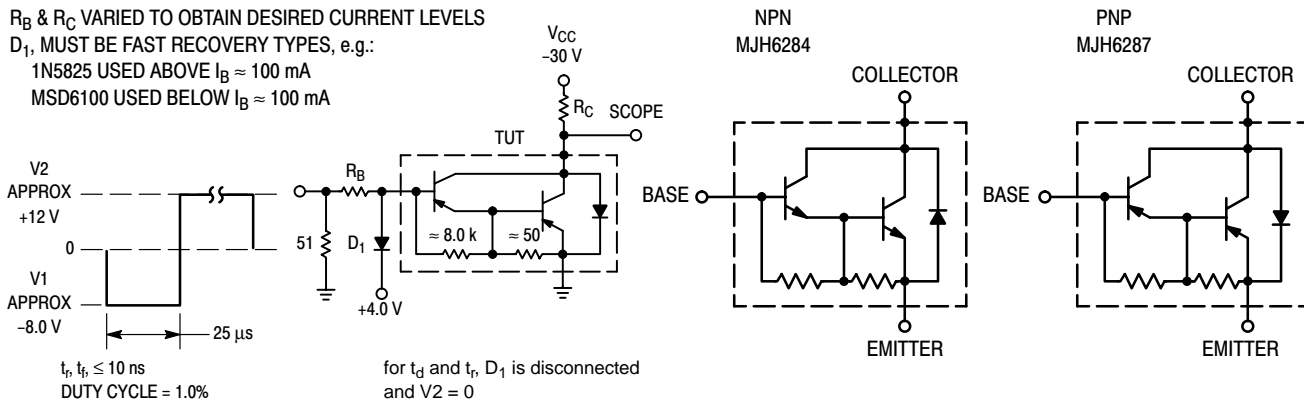 R_B & R_C VARIED TO OBTAIN DESIRED CURRENT LEVELS
D_1, MUST BE FAST RECOVERY TYPES, e.g.:
1N5825 USED ABOVE I_B ≈ 100 mA
MSD6100 USED BELOW I_B ≈ 100 mA
V_CC
−30 V
R_C
SCOPE
TUT
V2
APPROX
+12 V
0
V1
APPROX
−8.0 V
25 μs
t_r, t_f, ≤ 10 ns
DUTY CYCLE = 1.0%
R_B
51
D_1
≈ 8.0 k
≈ 50
+4.0 V
for t_d and t_r, D_1 is disconnected
and V2 = 0
NPN
MJH6284
COLLECTOR
BASE
EMITTER
PNP
MJH6287
COLLECTOR
BASE
EMITTER